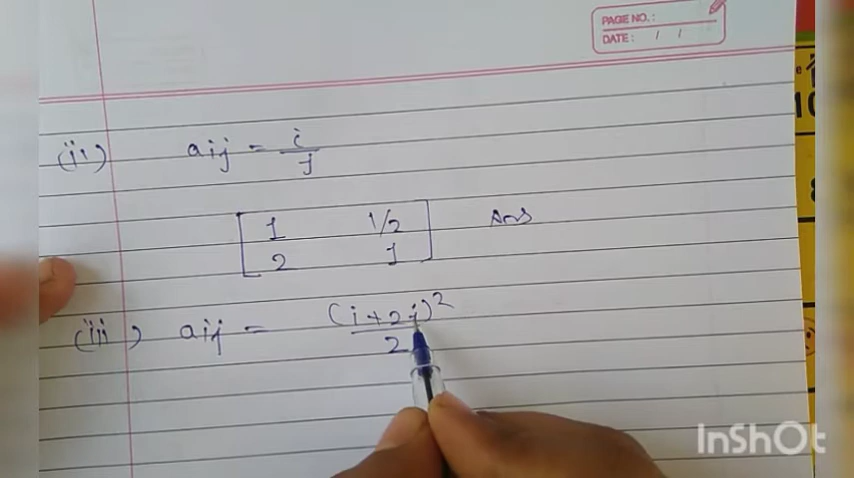 PAGE NO.:
DATE: / /
(ii) aij = i/j
[1 1/2
2 1] Ans
(iii) aij = (i+2j)²/2
InShOt